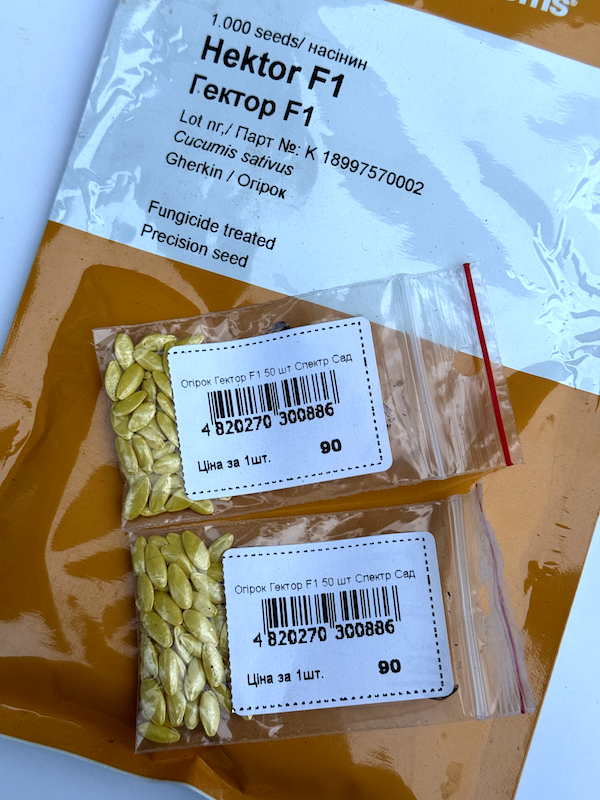 1.000 seeds/ насінин
Hektor F1
Гектор F1
Lot nr,/ Парт №: K 18997570002
Cucumis sativus
Gherkin / Огірок
Fungicide treated
Precision seed
Огірок Гектор F1 50 шт Спектр Сад
4 820270 300886
Ціна за 1шт.
90
Огірок Гектор F1 50 шт Спектр Сад
4 820270 300886
Ціна за 1шт.
90